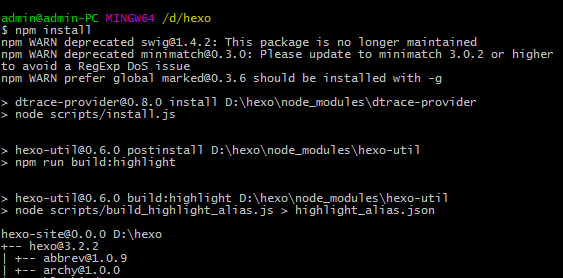 admin@admin-PC MINGW64 /d/hexo
$ npm install
npm WARN deprecated swig@1.4.2: This package is no longer maintained
npm WARN deprecated minimatch@0.3.0: Please update to minimatch 3.0.2 or higher
to avoid a RegExp DoS issue
npm WARN prefer global marked@0.3.6 should be installed with -g
> dtrace-provider@0.8.0 install D:\hexo\node_modules\dtrace-provider
> node scripts/install.js
> hexo-util@0.6.0 postinstall D:\hexo\node_modules\hexo-util
> npm run build:highlight
> hexo-util@0.6.0 build:highlight D:\hexo\node_modules\hexo-util
> node scripts/build_highlight_alias.js > highlight_alias.json
hexo-site@0.0.0 D:\hexo
+-- hexo@3.2.2
| +-- abbrev@1.0.9
| +-- archy@1.0.0